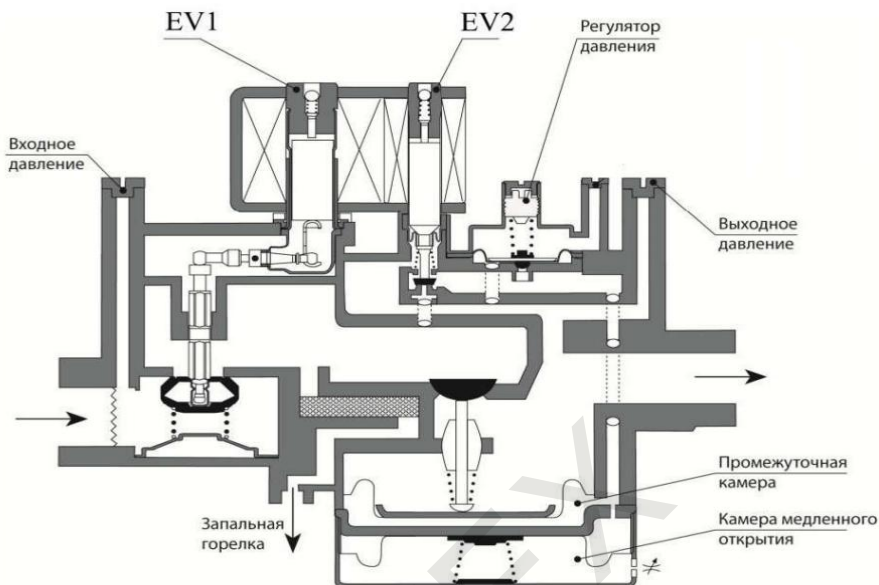 EV1
EV2
Регулятор
давления
Входное
давление
Выходное
давление
Промежуточная
камера
Запальная
горелка
Камера медленного
открытия